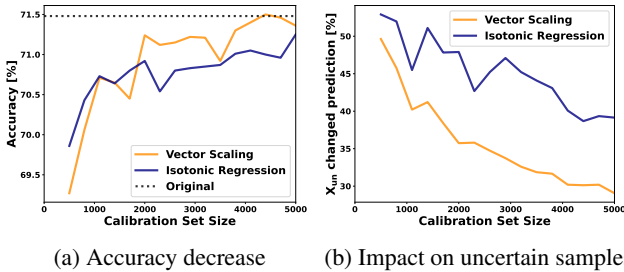 71.5
71.0
70.5
70.0
69.5
Accuracy [%]
Vector Scaling
Isotonic Regression
Original
0 1000 2000 3000 4000 5000
Calibration Set Size
(a) Accuracy decrease
50
45
40
35
30
X_un changed prediction [%]
Vector Scaling
Isotonic Regression
0 1000 2000 3000 4000 5000
Calibration Set Size
(b) Impact on uncertain sample